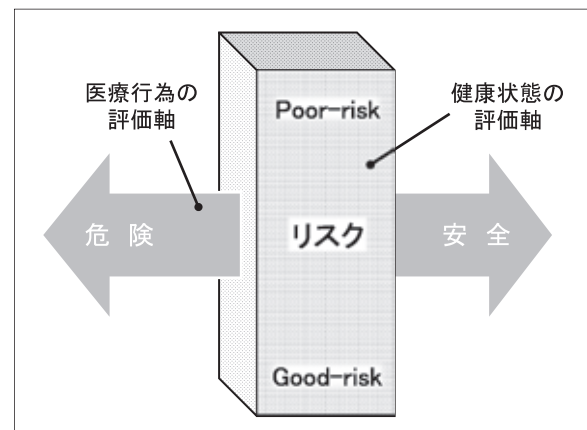 医療行為の
評価軸
健康状態の
評価軸
Poor-risk
危 険
リスク
安 全
Good-risk